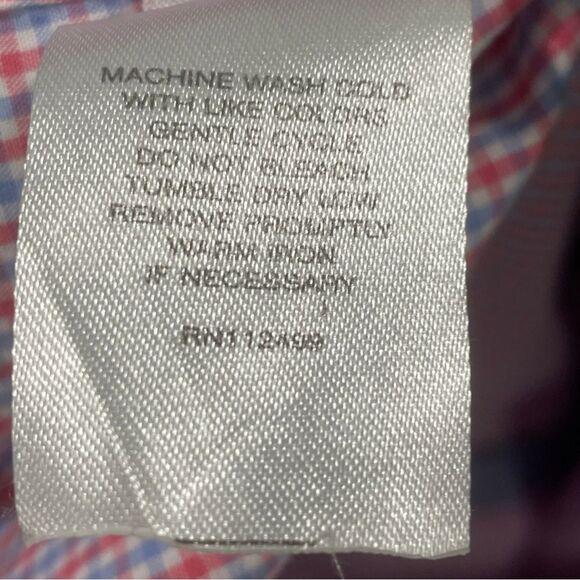 MACHINE WASH COLD
WITH LIKE COLORS
GENTLE CYCLE
DO NOT BLEACH
TUMBLE DRY LOW
REMOVE PROMPTLY
WARM IRON
IF NECESSARY
RN112499